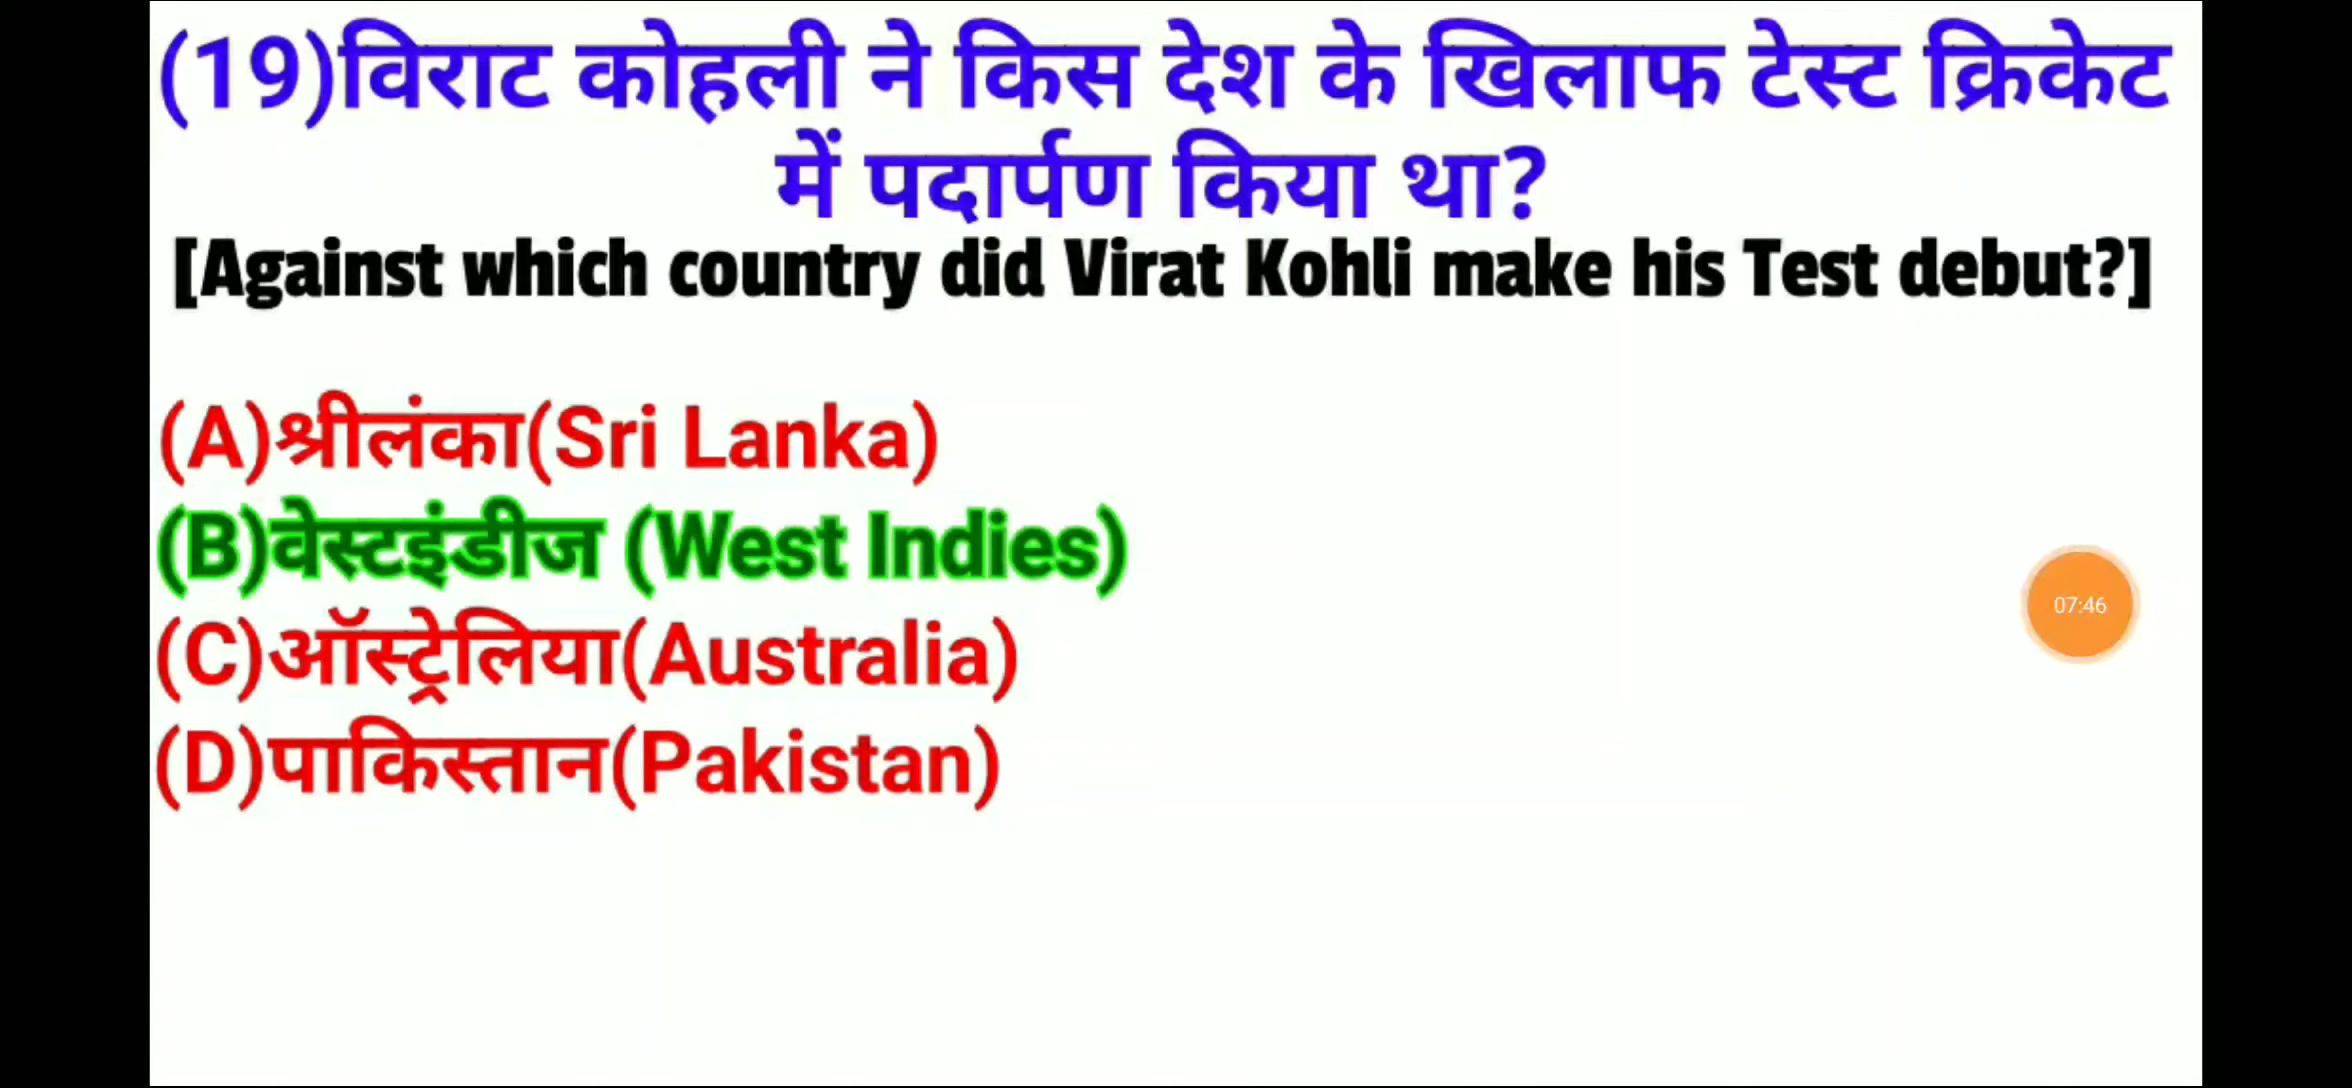 (19)विराट कोहली ने किस देश के खिलाफ टेस्ट क्रिकेट
में पदार्पण किया था?
[Against which country did Virat Kohli make his Test debut?]
(A)श्रीलंका(Sri Lanka)
(B)वेस्टइंडीज (West Indies)
(C)ऑस्ट्रेलिया(Australia)
(D)पाकिस्तान(Pakistan)
07:46